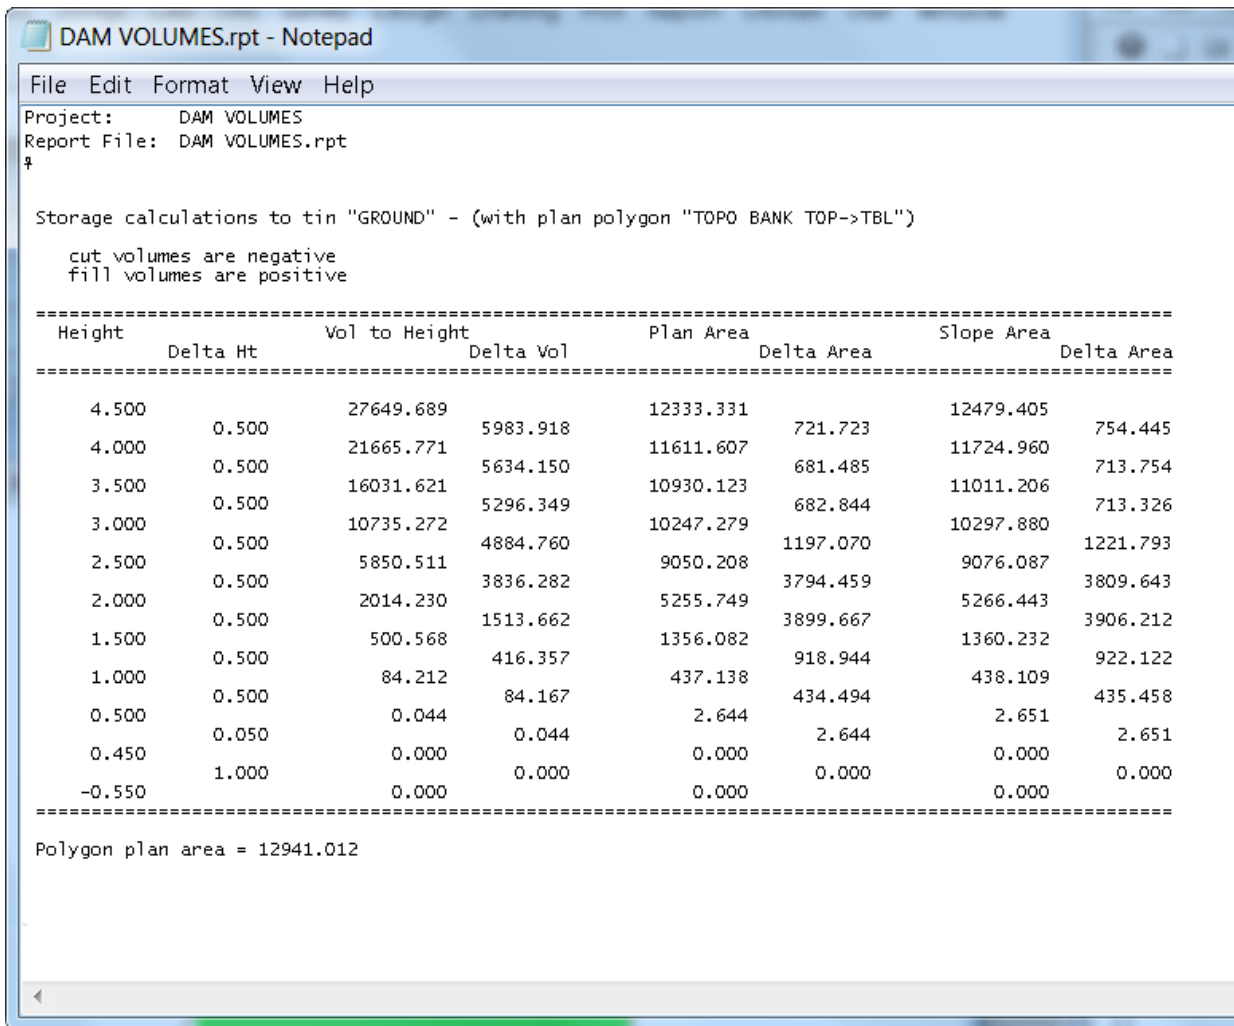 DAM VOLUMES.rpt - Notepad
File Edit Format View Help
Project: DAM VOLUMES
Report File: DAM VOLUMES.rpt
Storage calculations to tin "GROUND" - (with plan polygon "TOPO BANK TOP->TBL")
cut volumes are negative
fill volumes are positive
==========================================================================================
Height Vol to Height Plan Area Slope Area
Delta Ht Delta Vol Delta Area Delta Area
==========================================================================================
4.500 27649.689 12333.331 12479.405
0.500 5983.918 721.723 754.445
4.000 21665.771 11611.607 11724.960
0.500 5634.150 681.485 713.754
3.500 16031.621 10930.123 11011.206
0.500 5296.349 682.844 713.326
3.000 10735.272 10247.279 10297.880
0.500 4884.760 1197.070 1221.793
2.500 5850.511 9050.208 9076.087
0.500 3836.282 3794.459 3809.643
2.000 2014.230 5255.749 5266.443
0.500 1513.662 3899.667 3906.212
1.500 500.568 1356.082 1360.232
0.500 416.357 918.944 922.122
1.000 84.212 437.138 438.109
0.500 84.167 434.494 435.458
0.500 0.044 2.644 2.651
0.050 0.044 2.644 2.651
0.450 0.000 0.000 0.000
1.000 0.000 0.000 0.000
-0.550 0.000 0.000 0.000
==========================================================================================
Polygon plan area = 12941.012